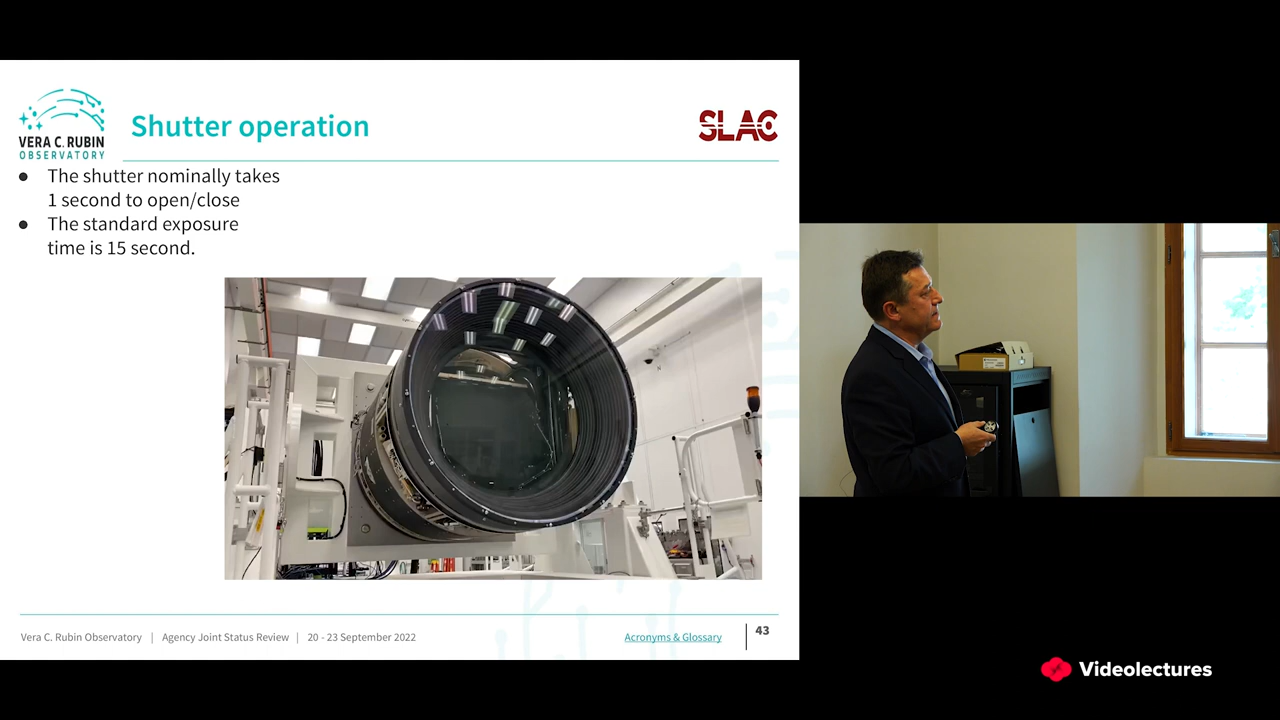 VERA C. RUBIN
OBSERVATORY
Shutter operation
SLAC
● The shutter nominally takes
1 second to open/close
● The standard exposure
time is 15 second.
Vera C. Rubin Observatory | Agency Joint Status Review | 20 - 23 September 2022
Acronyms & Glossary
43
Videolectures